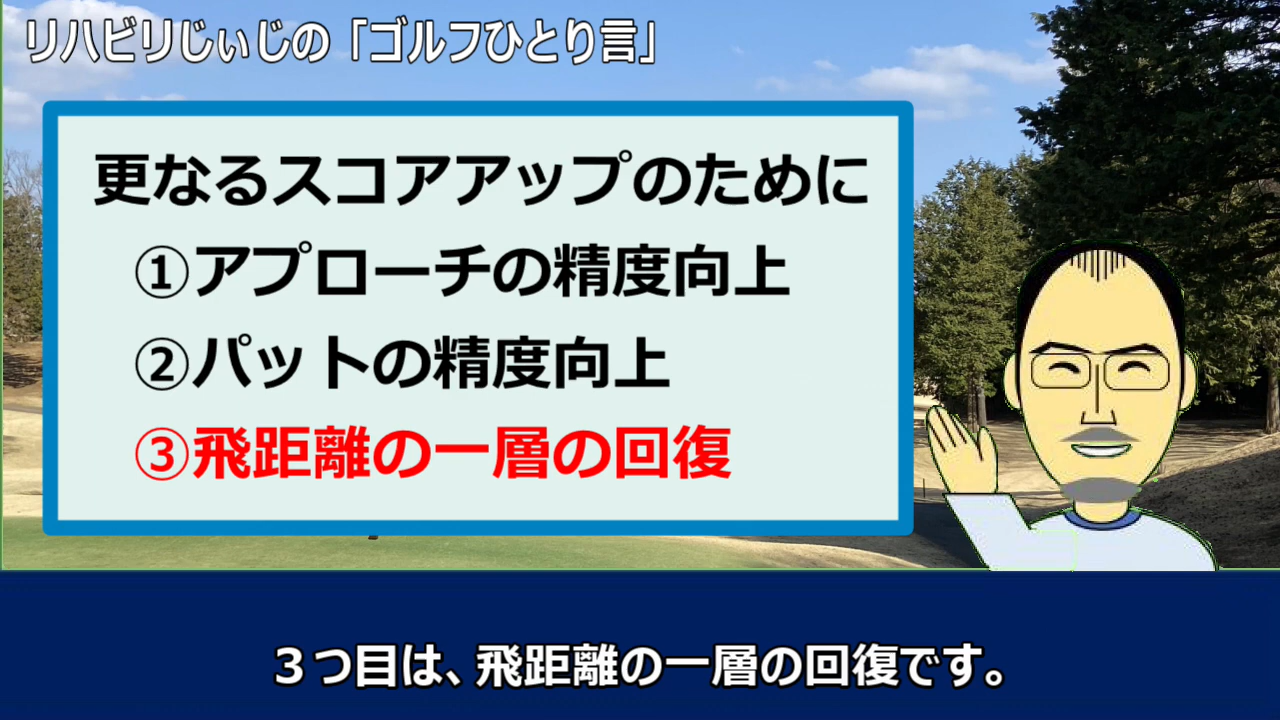 リハビリじぃじの「ゴルフひとり言」
更なるスコアアップのために
①アプローチの精度向上
②パットの精度向上
③飛距離の一層の回復
３つ目は、飛距離の一層の回復です。